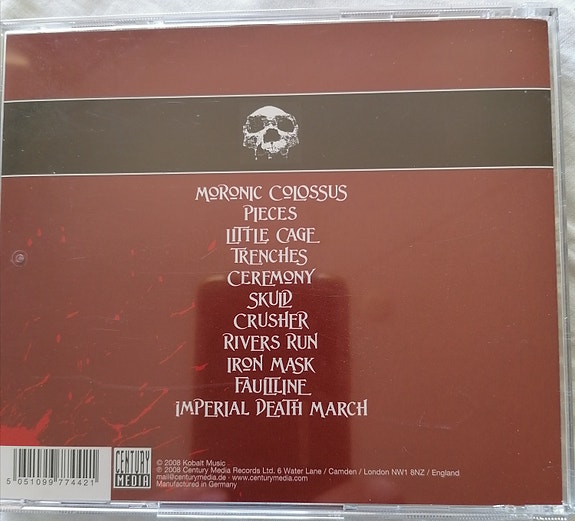 MORONIC COLOSSUS
PIECES
LITTLE CAGE
TRENCHES
CEREMONY
SKULD
CRUSHER
RIVERS RUN
IRON MASK
FAULTLINE
IMPERIAL DEATH MARCH
5 051099 774421
CENTURY
MEDIA
© 2008 Kobalt Music
℗ 2008 Century Media Records Ltd. 6 Water Lane / Camden / London NW1 8NZ / England
mail@centurymedia.de · www.centurymedia.com
Manufactured in Germany